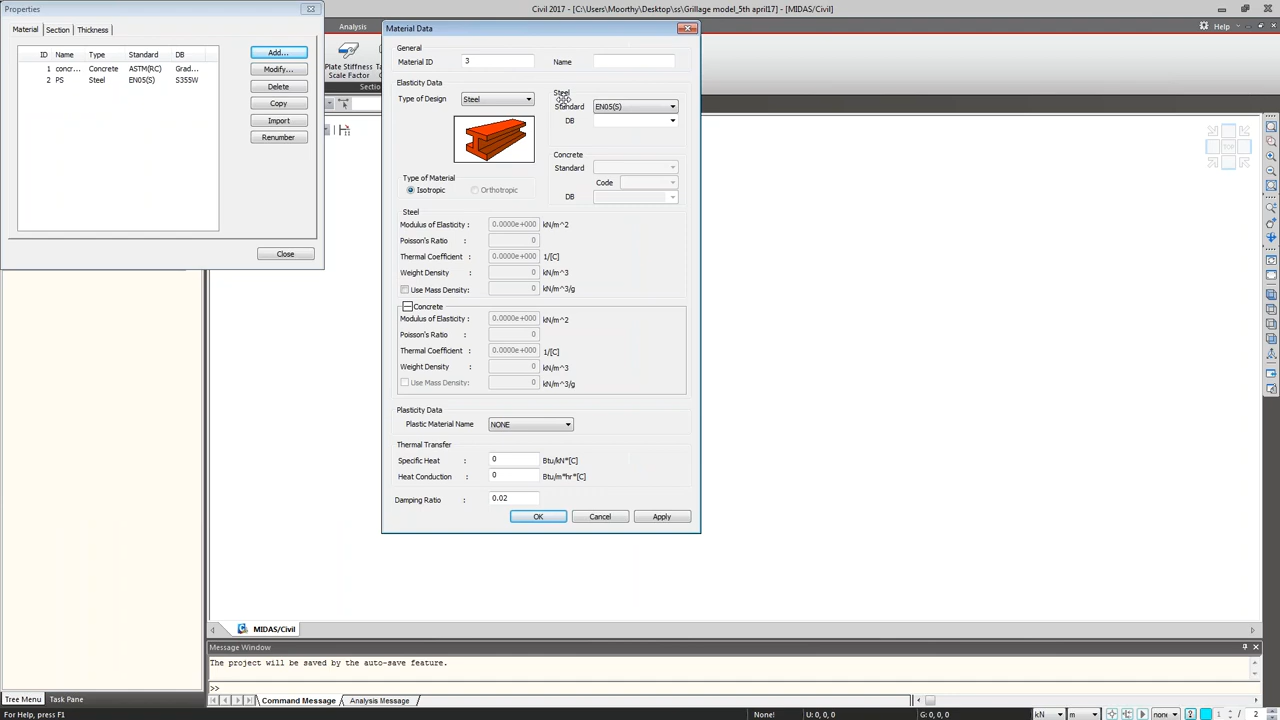 Properties
Civil 2017 - [C:\Users\Moorthy\Desktop\ss\Grillage model_5th april17] - [MIDAS/Civil]
Analysis
Help
Plate Stiffness
Scale Factor
Material Section Thickness
ID Name Type Standard DB
1 concr... Concrete ASTM(RC) Grad...
2 PS Steel EN05(S) S355W
Add...
Modify...
Delete
Copy
Import
Renumber
Close
Material Data
General
Material ID 3 Name
Elasticity Data
Type of Design Steel
Steel
Standard EN05(S)
DB
Concrete
Standard
Code
DB
Type of Material
Isotropic Orthotropic
Steel
Modulus of Elasticity : 0.0000e+000 kN/m^2
Poisson's Ratio : 0
Thermal Coefficient : 0.0000e+000 1/[C]
Weight Density : 0 kN/m^3
Use Mass Density: 0 kN/m^3/g
Concrete
Modulus of Elasticity : 0.0000e+000 kN/m^2
Poisson's Ratio : 0
Thermal Coefficient : 0.0000e+000 1/[C]
Weight Density : 0 kN/m^3
Use Mass Density: 0 kN/m^3/g
Plasticity Data
Plastic Material Name NONE
Thermal Transfer
Specific Heat : 0 Btu/kN*[C]
Heat Conduction : 0 Btu/m*hr*[C]
Damping Ratio : 0.02
OK Cancel Apply
TOP
MIDAS/Civil
Message Window
The project will be saved by the auto-save feature.
>>
Tree Menu Task Pane
Command Message Analysis Message
For Help, press F1
None! U: 0, 0, 0 G: 0, 0, 0
kN m none 1 / 2